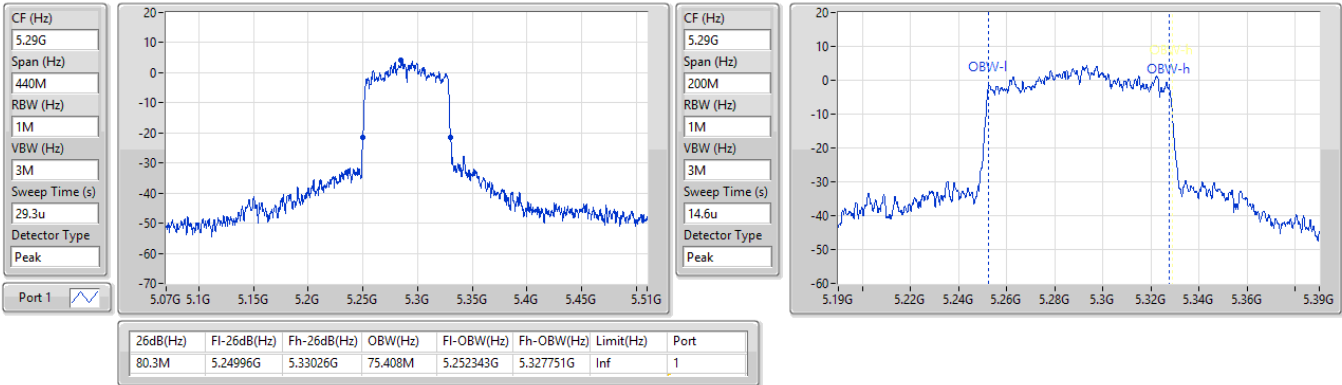 CF (Hz)
5.29G
Span (Hz)
440M
RBW (Hz)
1M
VBW (Hz)
3M
Sweep Time (s)
29.3u
Detector Type
Peak
Port 1
20
10
0
-10
-20
-30
-40
-50
-60
-70
5.07G 5.1G 5.15G 5.2G 5.25G 5.3G 5.35G 5.4G 5.45G 5.51G
CF (Hz)
5.29G
Span (Hz)
200M
RBW (Hz)
1M
VBW (Hz)
3M
Sweep Time (s)
14.6u
Detector Type
Peak
20
10
0
-10
-20
-30
-40
-50
-60
OBW-l
OBW-h
5.19G 5.22G 5.24G 5.26G 5.28G 5.3G 5.32G 5.34G 5.36G 5.39G
26dB(Hz) Fl-26dB(Hz) Fh-26dB(Hz) OBW(Hz) Fl-OBW(Hz) Fh-OBW(Hz) Limit(Hz) Port
80.3M 5.24996G 5.33026G 75.408M 5.252343G 5.327751G Inf 1